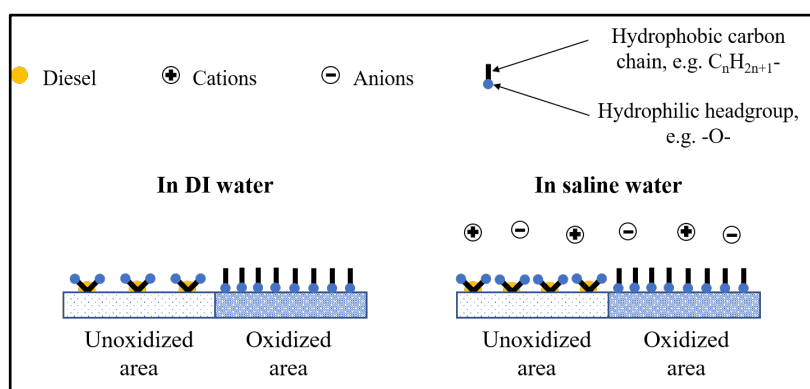 Hydrophobic carbon
chain, e.g. CₙH₂ₙ₊₁-
Diesel
Cations
Anions
Hydrophilic headgroup,
e.g. -O-
In DI water
In saline water
Unoxidized
area
Oxidized
area
Unoxidized
area
Oxidized
area